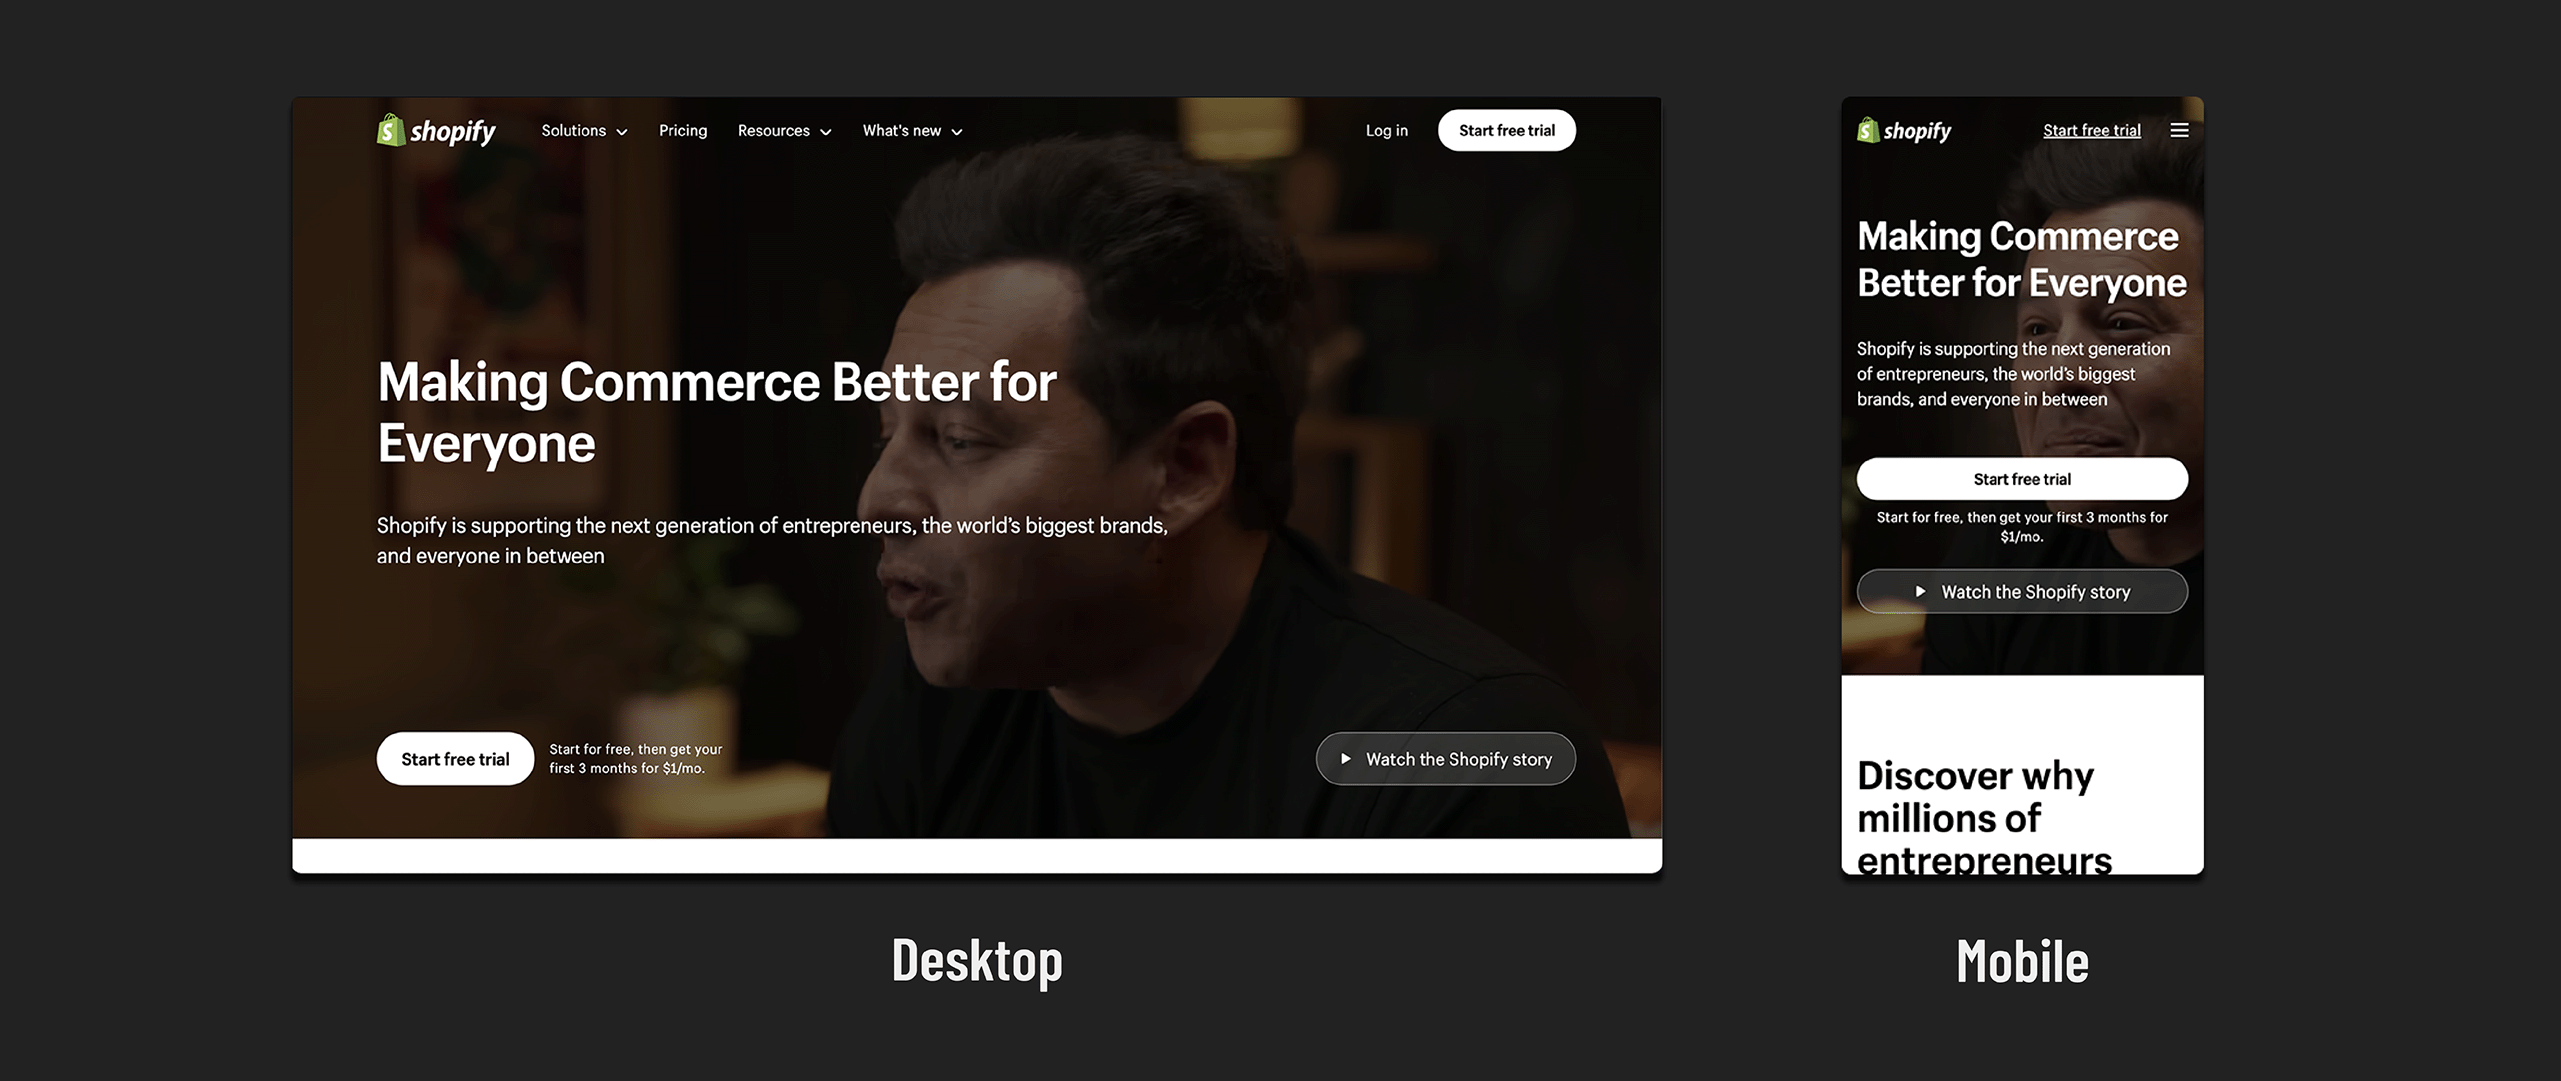 shopify
Solutions
Pricing
Resources
What's new
Log in
Start free trial
Making Commerce Better for
Everyone
Shopify is supporting the next generation of entrepreneurs, the world's biggest brands,
and everyone in between
Start free trial
Start for free, then get your
first 3 months for $1/mo.
Watch the Shopify story
Desktop
shopify
Start free trial
Making Commerce
Better for Everyone
Shopify is supporting the next generation
of entrepreneurs, the world's biggest
brands, and everyone in between
Start free trial
Start for free, then get your first 3 months for
$1/mo.
Watch the Shopify story
Discover why
millions of
entrepreneurs
Mobile